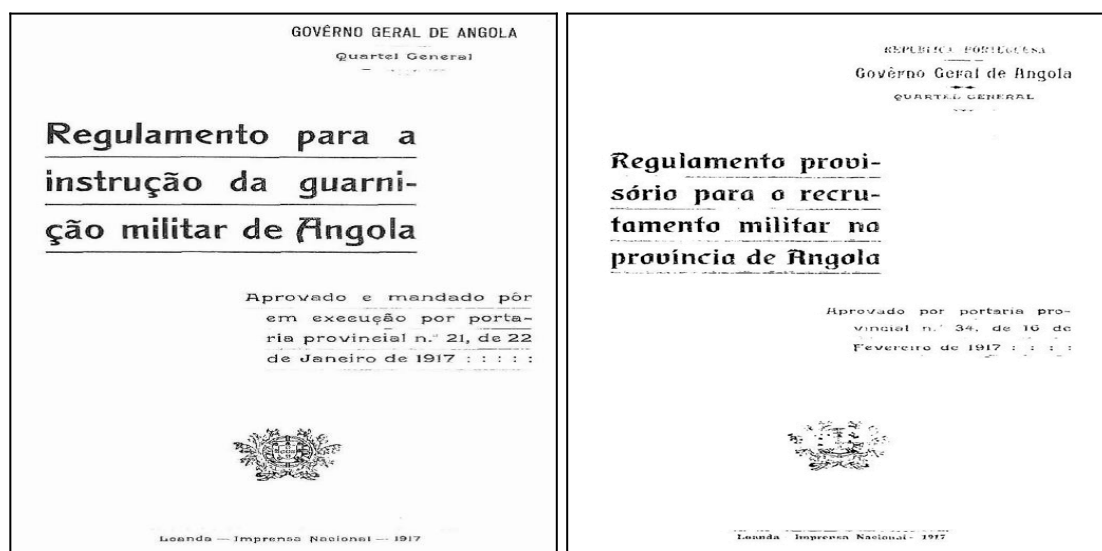 GOVÊRNO GERAL DE ANGOLA
Quartel General
Regulamento para a
instrução da guarni-
ção militar de Angola
Aprovado e mandado pôr
em execução por porta-
ria provincial n.º 21, de 22
de Janeiro de 1917 : : : : :
Loanda — Imprensa Nacional — 1917
REPUBLICA PORTUGUESA
Govêrno Geral de Angola
QUARTEL GENERAL
Regulamento provi-
sório para o recru-
tamento militar na
província de Angola
Aprovado por portaria pro-
vincial n.º 34, de 16 de
Fevereiro de 1917 : : : :
Loanda Imprensa Nacional - 1917